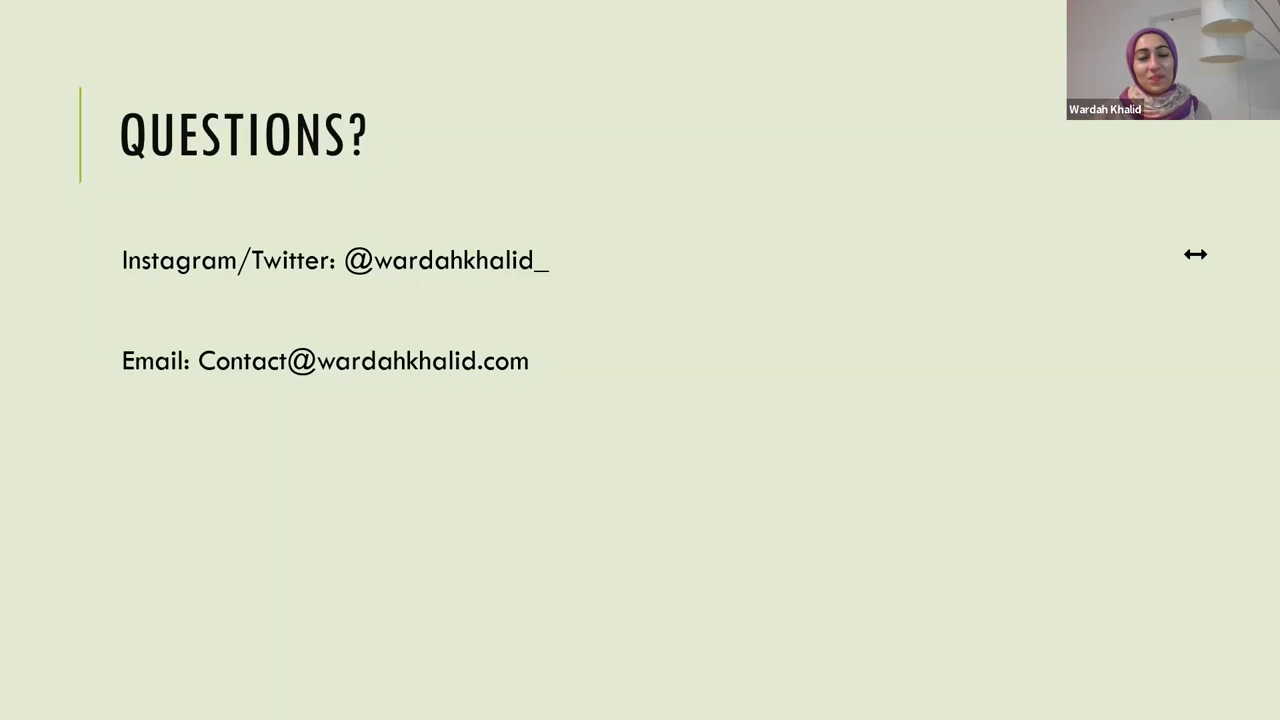 Wardah Khalid
QUESTIONS?
Instagram/Twitter: @wardahkhalid_
Email: Contact@wardahkhalid.com